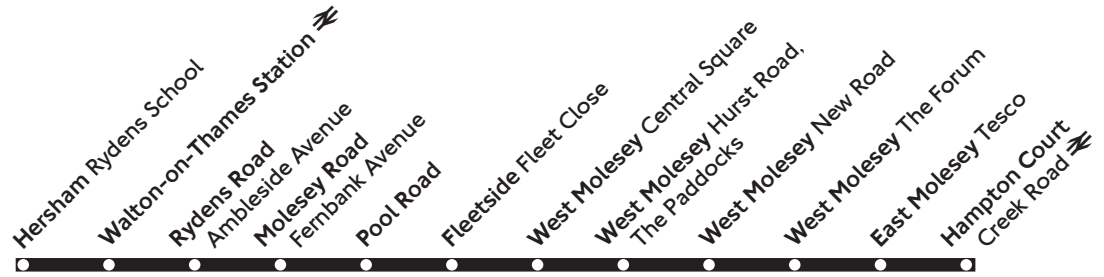 Hersham Rydens School
Walton-on-Thames Station
Rydens Road
Ambleside Avenue
Molesey Road
Fernbank Avenue
Pool Road
Fleetside Fleet Close
West Molesey Central Square
West Molesey Hurst Road,
The Paddocks
West Molesey New Road
West Molesey The Forum
East Molesey Tesco
Hampton Court
Creek Road